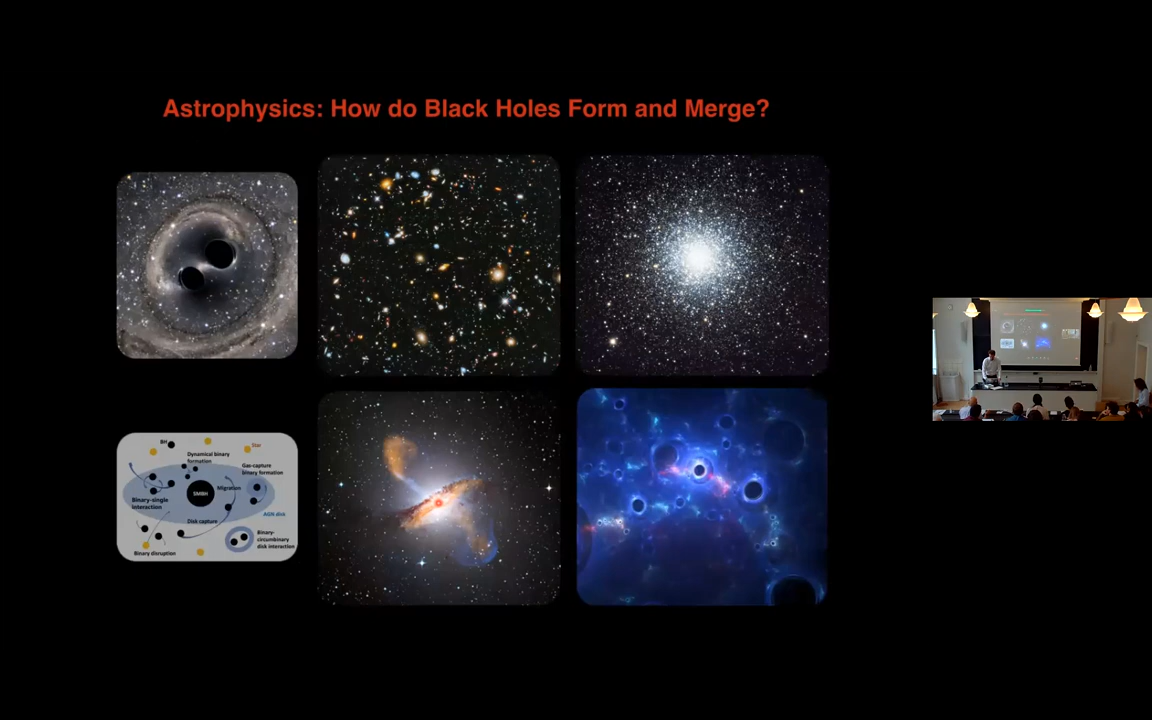 Astrophysics: How do Black Holes Form and Merge?
BH
Star
Dynamical binary
formation
Gas-capture
binary formation
SMBH
Migration
Binary-single
interaction
AGN disk
Disk capture
Binary-
circumbinary
disk interaction
Binary disruption